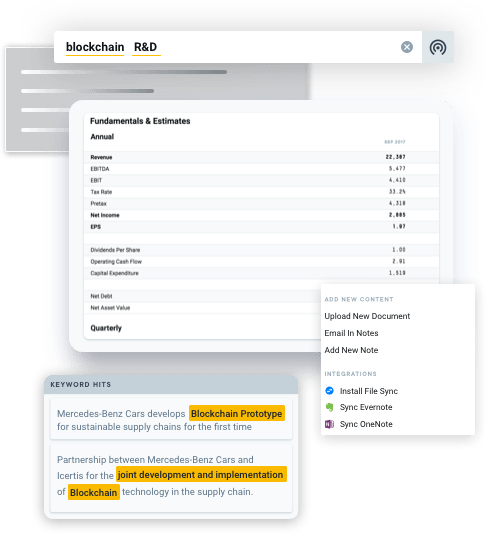 blockchain R&D
Fundamentals & Estimates
Annual
SEP 2017
Revenue 22,387
EBITDA 5,477
EBIT 4,410
Tax Rate 33.2%
Pretax 4,318
Net Income 2,885
EPS 1.87
Dividends Per Share 1.00
Operating Cash Flow 2.91
Capital Expenditure 1,519
Net Debt
Net Asset Value
Quarterly
ADD NEW CONTENT
Upload New Document
Email In Notes
Add New Note
INTEGRATIONS
Install File Sync
Sync Evernote
Sync OneNote
KEYWORD HITS
Mercedes-Benz Cars develops Blockchain Prototype
for sustainable supply chains for the first time
Partnership between Mercedes-Benz Cars and
Icertis for the joint development and implementation
of Blockchain technology in the supply chain.